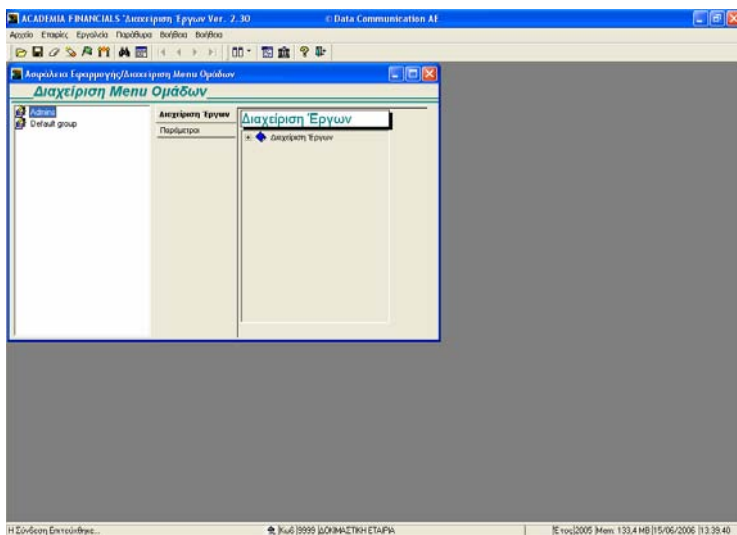 ACADEMIA FINANCIALS "Διαχείριση Έργων Ver. 2.30 © Data Communication AE
Αρχείο Εταιρίες Εργαλεία Παράθυρα Βοήθεια Βοήθεια
Ασφάλεια Εφαρμογής/Διαχείριση Menu Ομάδων
Διαχείριση Menu Ομάδων
Admins
Default group
Διαχείριση Έργων
Παράμετροι
Διαχείριση Έργων
Διαχείριση Έργων
Η Σύνδεση Επιτεύχθηκε... Κωδ 9999 ΔΟΚΙΜΑΣΤΙΚΗ ΕΤΑΙΡΙΑ Έτος 2005 Mem: 133,4 MB 15/06/2006 13:39:40